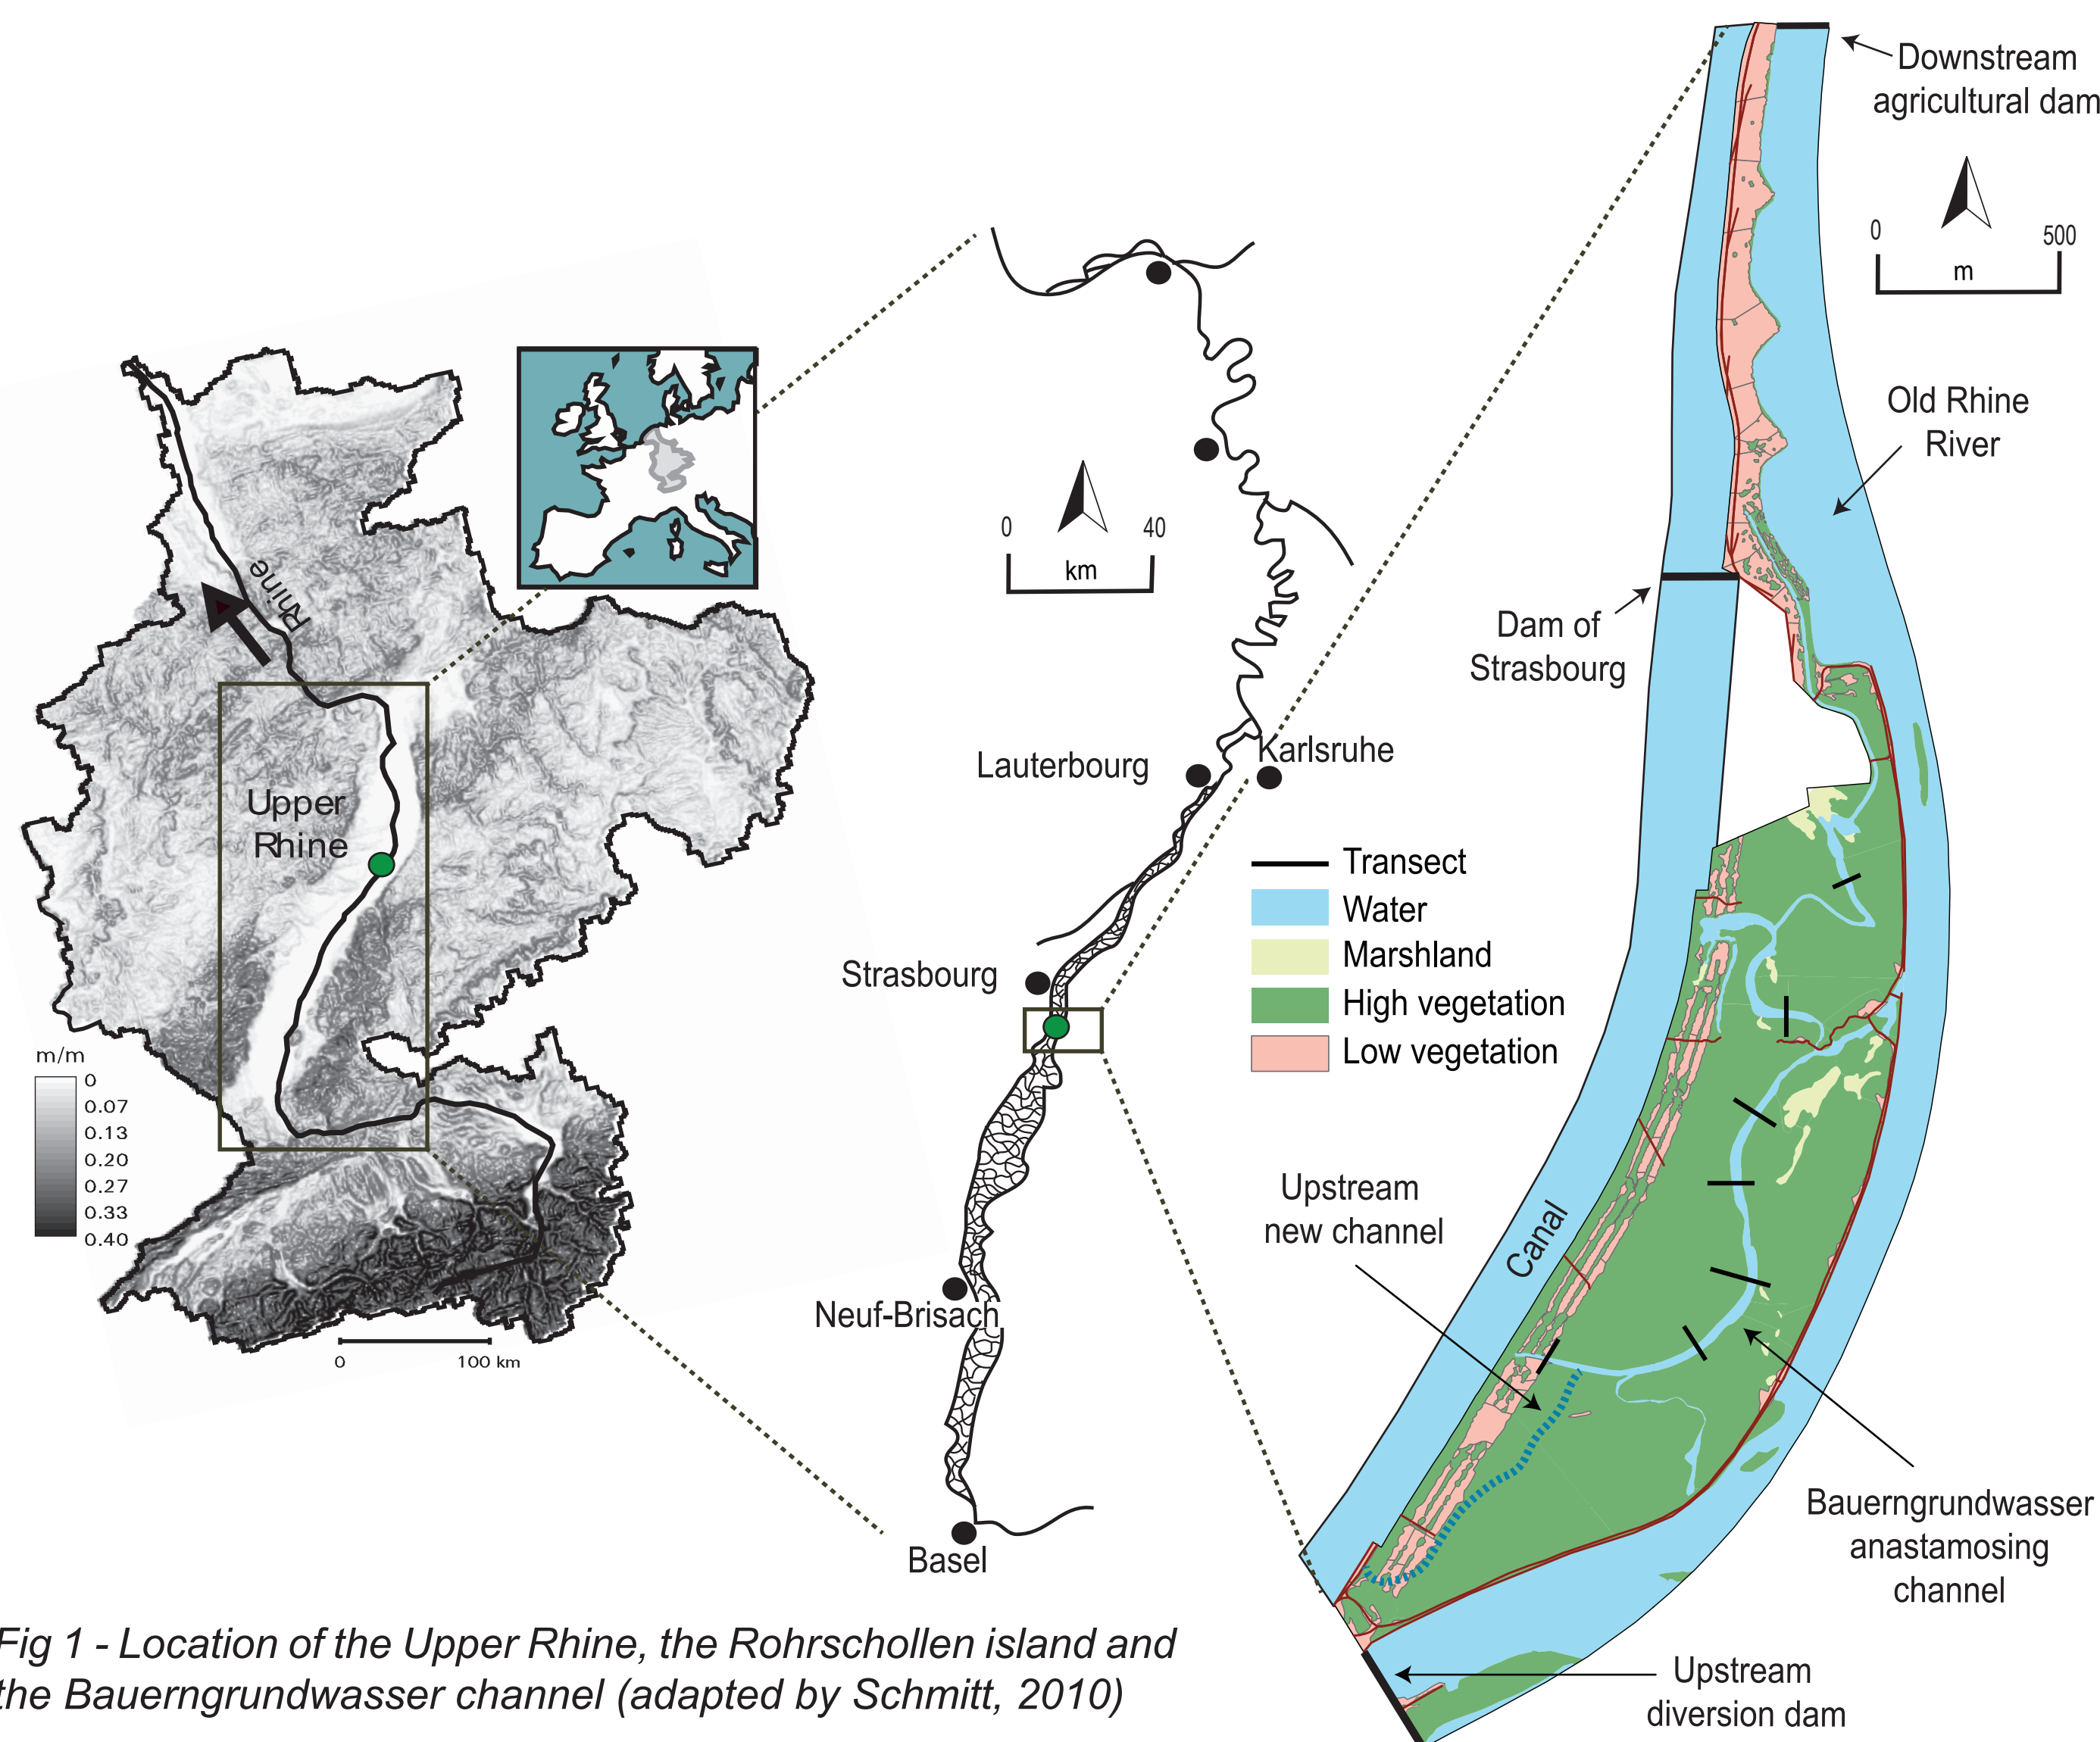 Downstream
agricultural dam
0
500
m
Old Rhine
River
Dam of
Strasbourg
0
40
km
Rhine
Upper
Rhine
Lauterbourg
Karlsruhe
Strasbourg
Neuf-Brisach
Basel
Transect
Water
Marshland
High vegetation
Low vegetation
m/m
0
0.07
0.13
0.20
0.27
0.33
0.40
0
100 km
Upstream
new channel
Canal
Bauerngrundwasser
anastamosing
channel
Upstream
diversion dam
Fig 1 - Location of the Upper Rhine, the Rohrschollen island and
the Bauerngrundwasser channel (adapted by Schmitt, 2010)